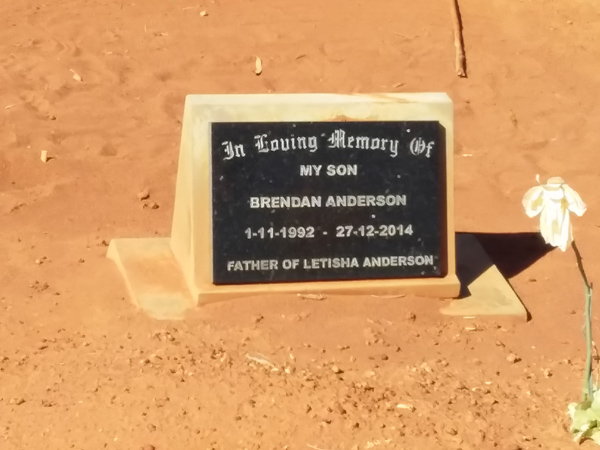 In Loving Memory Of
MY SON
BRENDAN ANDERSON
1-11-1992 - 27-12-2014
FATHER OF LETISHA ANDERSON